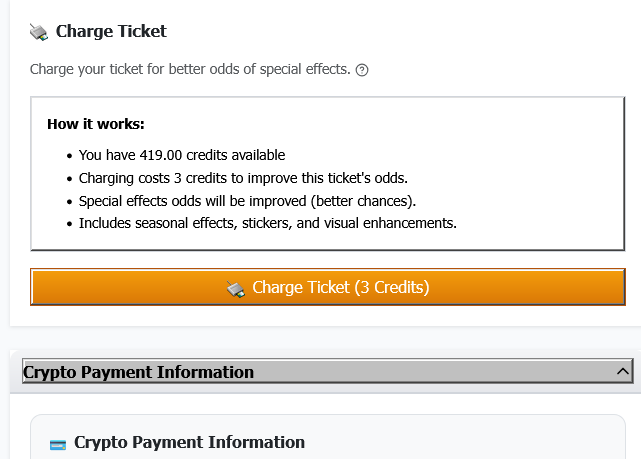 Charge Ticket
Charge your ticket for better odds of special effects. ?
How it works:
• You have 419.00 credits available
• Charging costs 3 credits to improve this ticket's odds.
• Special effects odds will be improved (better chances).
• Includes seasonal effects, stickers, and visual enhancements.
Charge Ticket (3 Credits)
Crypto Payment Information
Crypto Payment Information